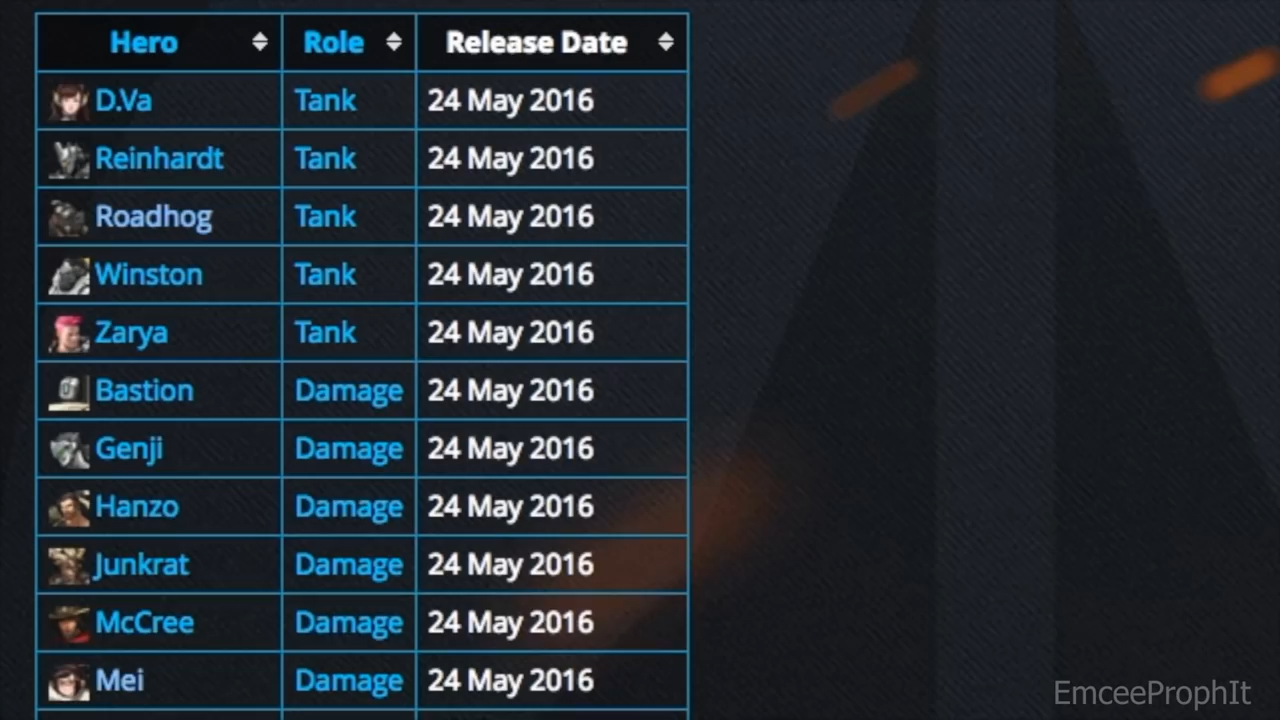 Hero Role Release Date
D.Va Tank 24 May 2016
Reinhardt Tank 24 May 2016
Roadhog Tank 24 May 2016
Winston Tank 24 May 2016
Zarya Tank 24 May 2016
Bastion Damage 24 May 2016
Genji Damage 24 May 2016
Hanzo Damage 24 May 2016
Junkrat Damage 24 May 2016
McCree Damage 24 May 2016
Mei Damage 24 May 2016
EmceeProphIt